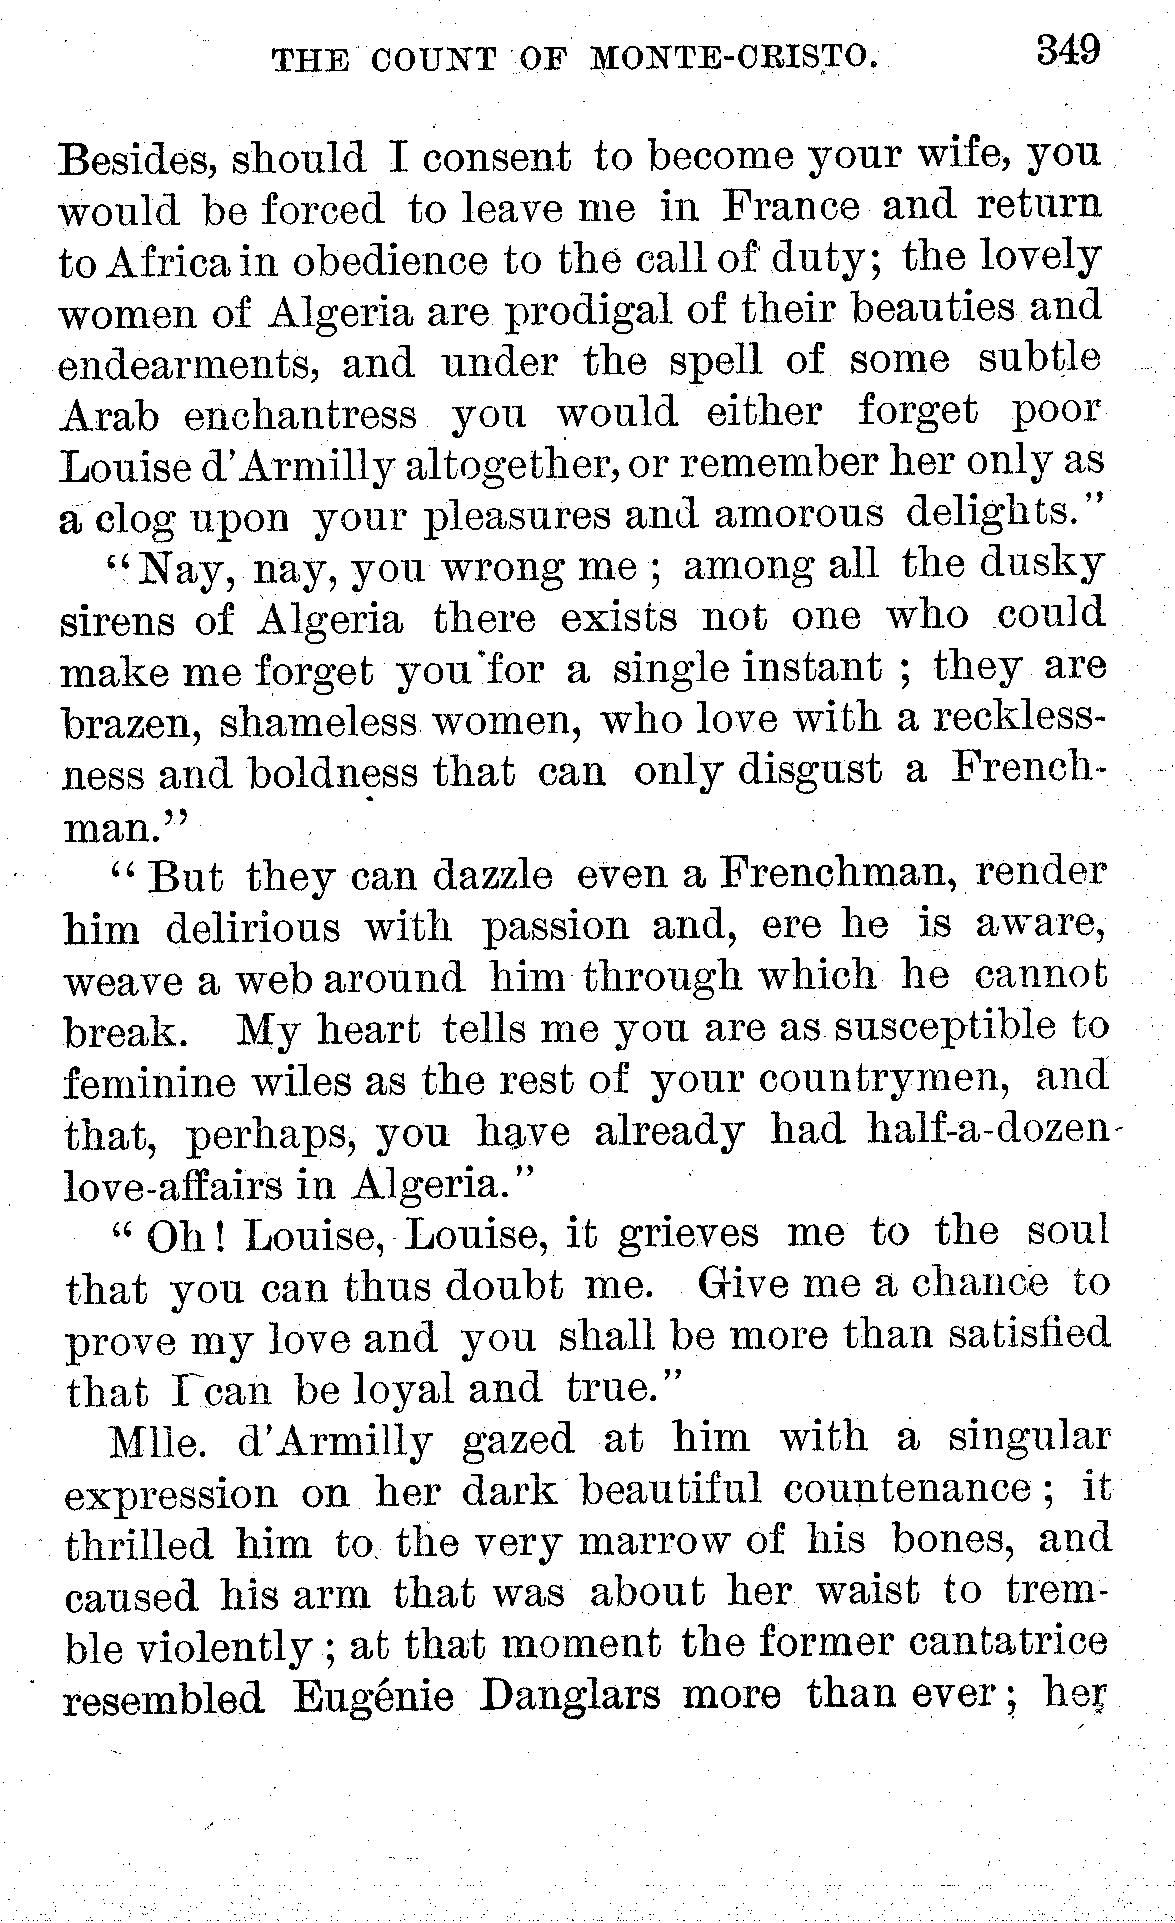 THE COUNT OF MONTE-CRISTO. 349
Besides, should I consent to become your wife, you
would be forced to leave me in France and return
to Africa in obedience to the call of duty; the lovely
women of Algeria are prodigal of their beauties and
endearments, and under the spell of some subtle
Arab enchantress you would either forget poor
Louise d'Armilly altogether, or remember her only as
a clog upon your pleasures and amorous delights."
"Nay, nay, you wrong me; among all the dusky
sirens of Algeria there exists not one who could
make me forget you for a single instant; they are
brazen, shameless women, who love with a reckless-
ness and boldness that can only disgust a French-
man."
"But they can dazzle even a Frenchman, render
him delirious with passion and, ere he is aware,
weave a web around him through which he cannot
break. My heart tells me you are as susceptible to
feminine wiles as the rest of your countrymen, and
that, perhaps, you have already had half-a-dozen-
love-affairs in Algeria."
"Oh! Louise, Louise, it grieves me to the soul
that you can thus doubt me. Give me a chance to
prove my love and you shall be more than satisfied
that I can be loyal and true."
Mlle. d'Armilly gazed at him with a singular
expression on her dark beautiful countenance; it
thrilled him to the very marrow of his bones, and
caused his arm that was about her waist to trem-
ble violently; at that moment the former cantatrice
resembled Eugénie Danglars more than ever; her